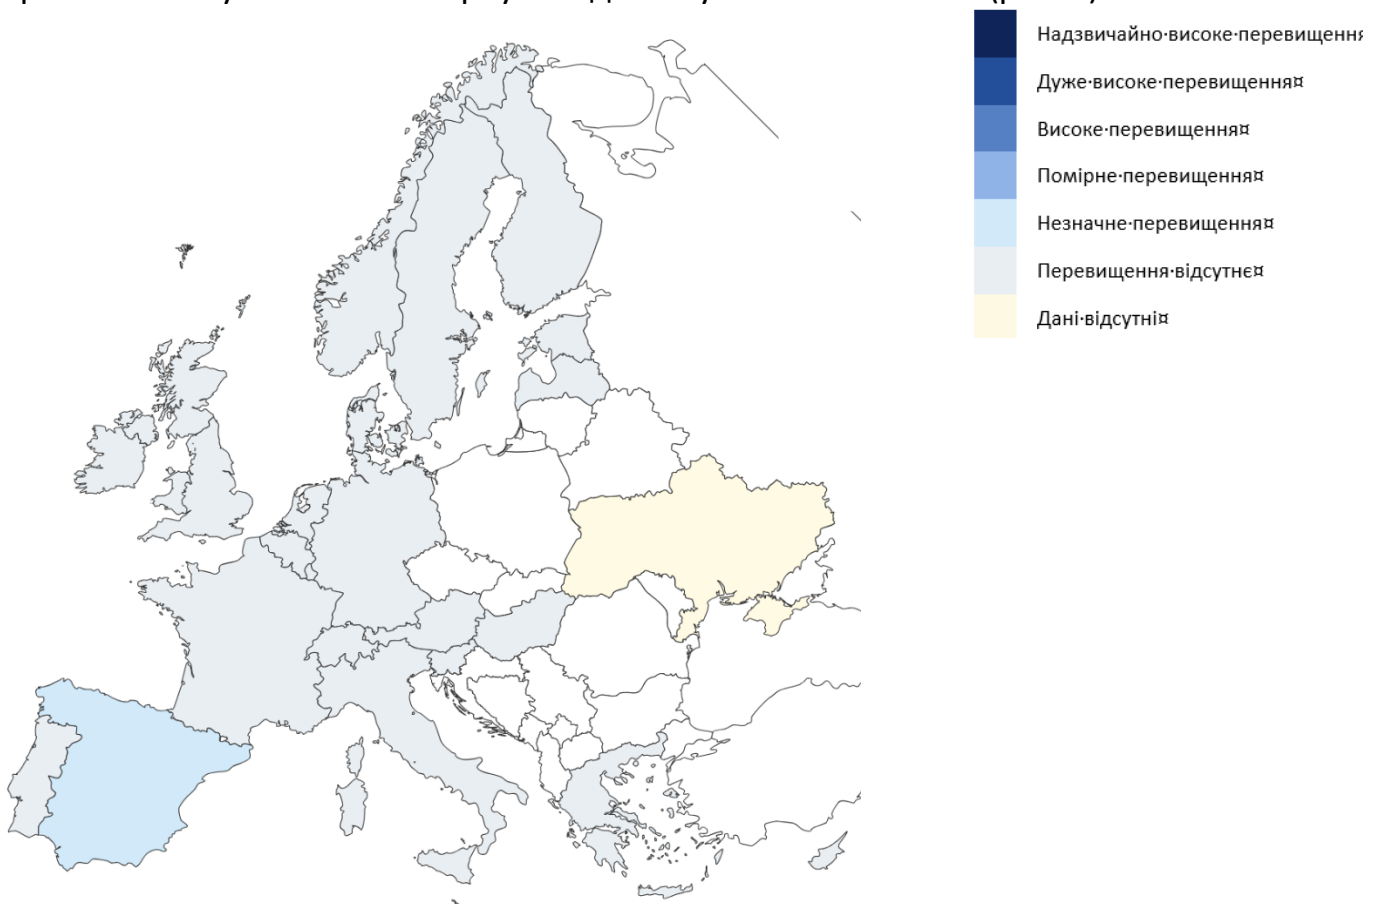 Надзвичайно·високе·перевищення
Дуже·високе·перевищення¤
Високе·перевищення¤
Помірне·перевищення¤
Незначне·перевищення¤
Перевищення·відсутнє¤
Дані·відсутні¤